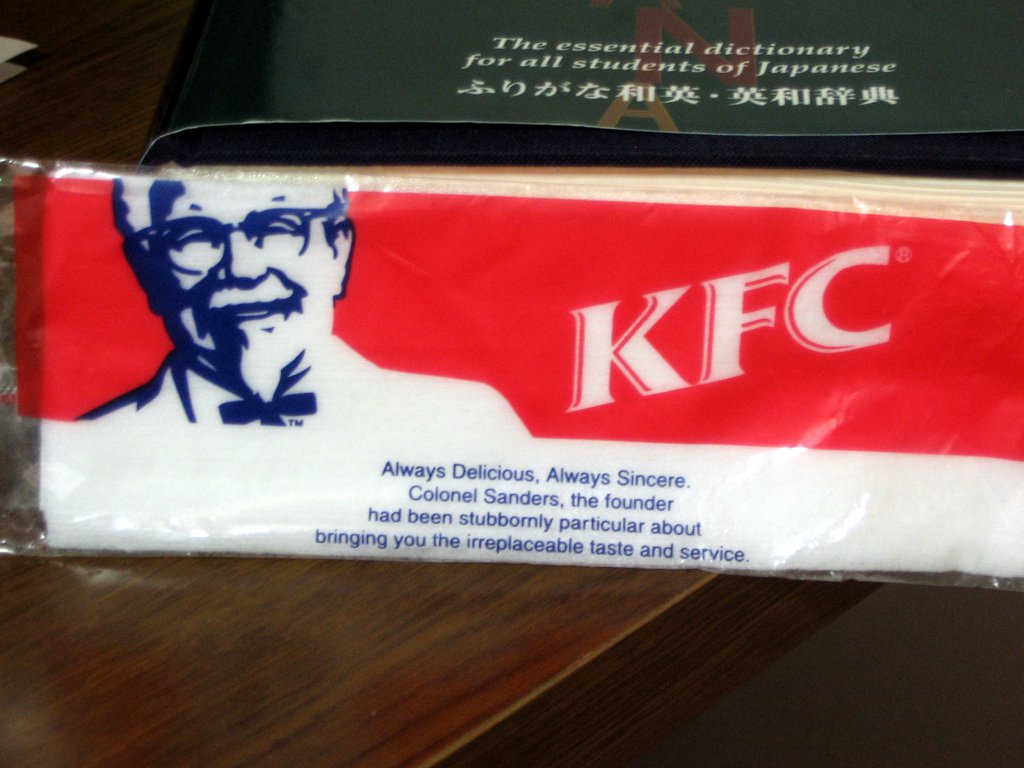 The essential dictionary
for all students of Japanese
ふりがな和英・英和辞典
KFC®
TM
Always Delicious, Always Sincere.
Colonel Sanders, the founder
had been stubbornly particular about
bringing you the irreplaceable taste and service.